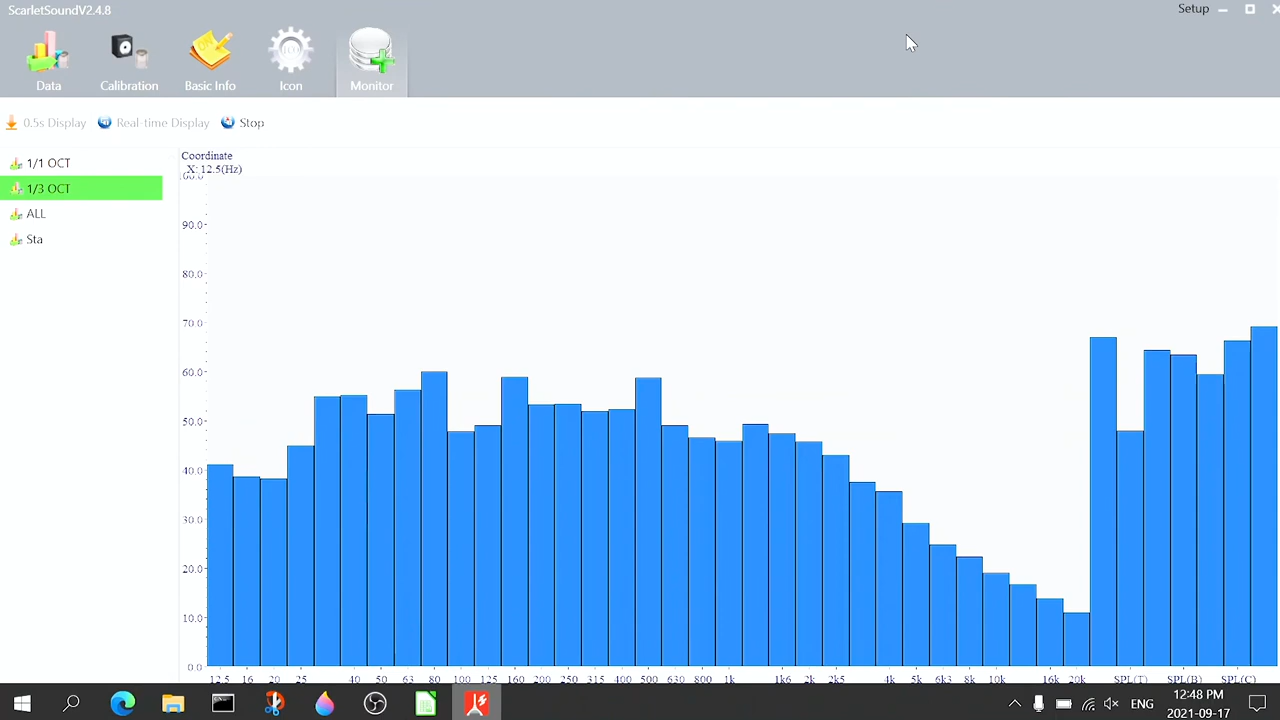 ScarletSoundV2.4.8
Setup
Data
Calibration
Basic Info
Icon
Monitor
0.5s Display
Real-time Display
Stop
1/1 OCT
1/3 OCT
ALL
Sta
Coordinate
X: 12.5(Hz)
100.0
90.0
80.0
70.0
60.0
50.0
40.0
30.0
20.0
10.0
0.0
12.5 16 20 25 40 50 63 80 100 125 160 200 250 315 400 500 630 800 1k 1k6 2k 2k5 4k 5k 6k3 8k 10k 16k 20k SPL(T) SPL(B) SPL(C)
ENG
12:48 PM
2021-09-17